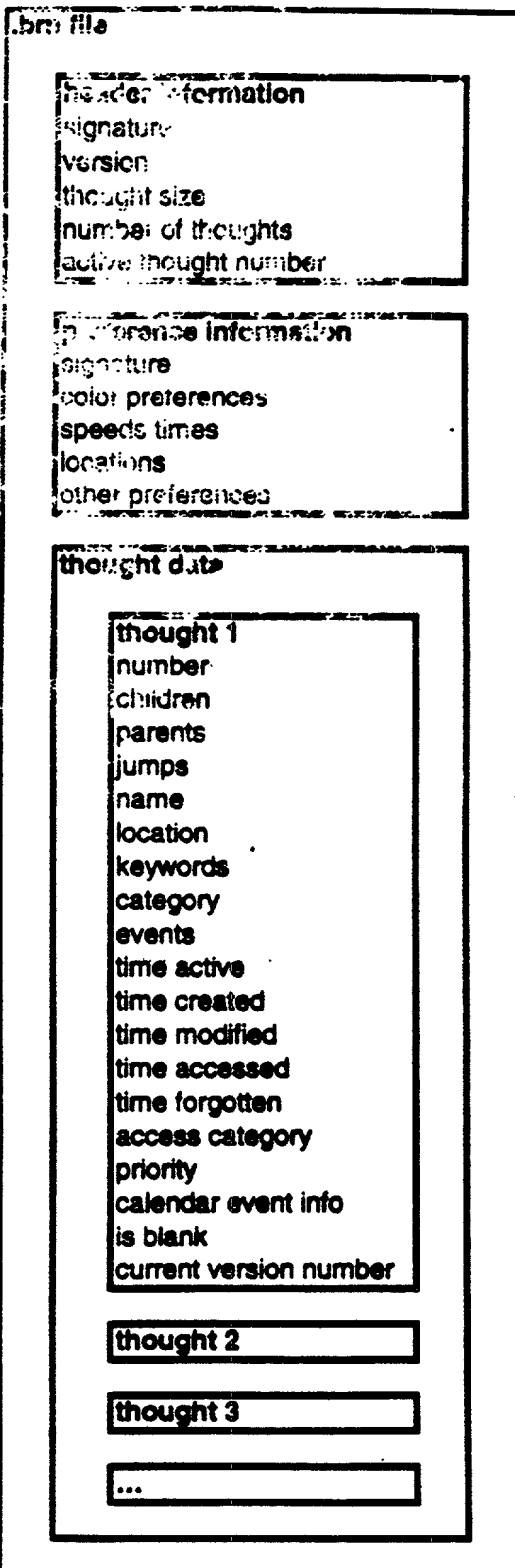 .brn file
header information
signature
version
thought size
number of thoughts
active thought number
preference information
signature
color preferences
speeds times
locations
other preferences
thought data
thought 1
number
children
parents
jumps
name
location
keywords
category
events
time active
time created
time modified
time accessed
time forgotten
access category
priority
calendar event info
is blank
current version number
thought 2
thought 3
...